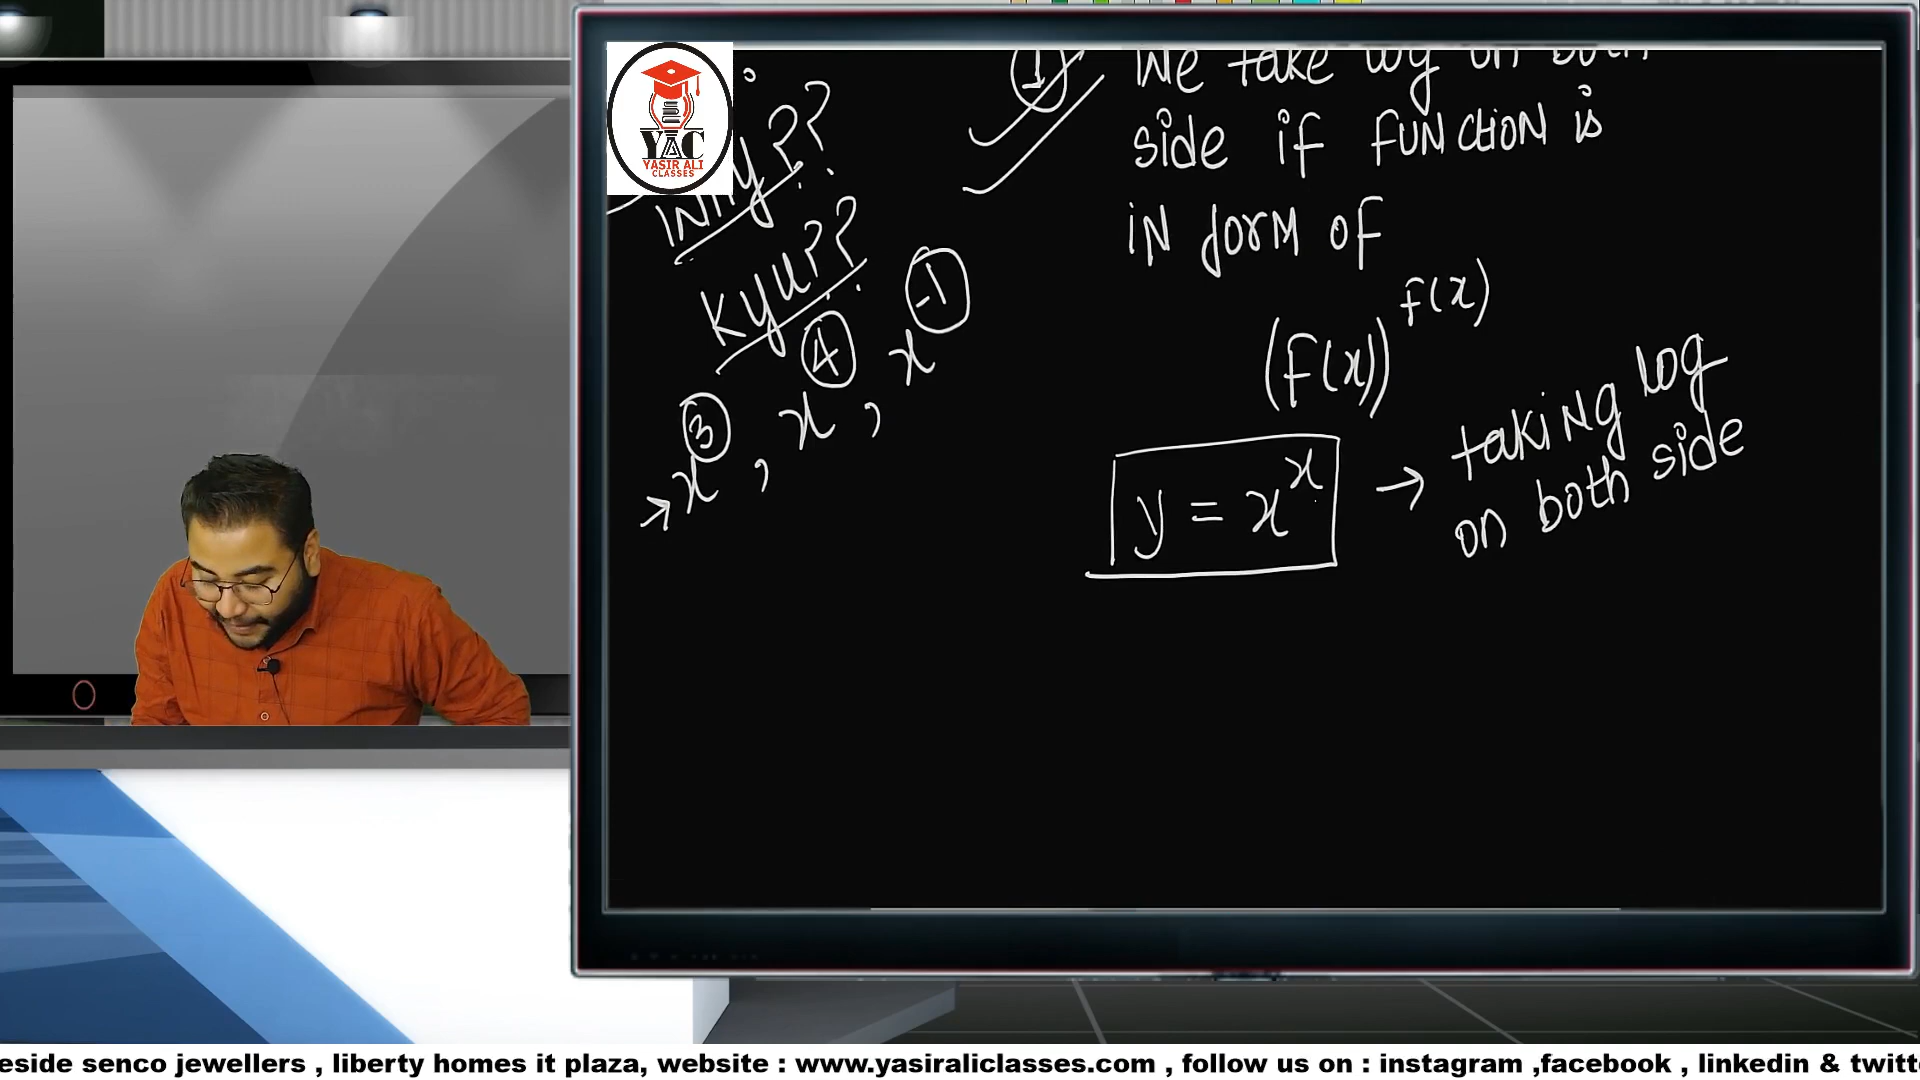 YAC
YASIR ALI
CLASSES
Why??
kyu??
→ x³, x⁴, x⁻¹
① We take log on both
side if FUNCtiON is
iN forM of
(F(x))^F(x)
y = x^x → takiNg log
on both side
eside senco jewellers , liberty homes it plaza, website : www.yasiraliclasses.com , follow us on : instagram ,facebook , linkedin & twitt